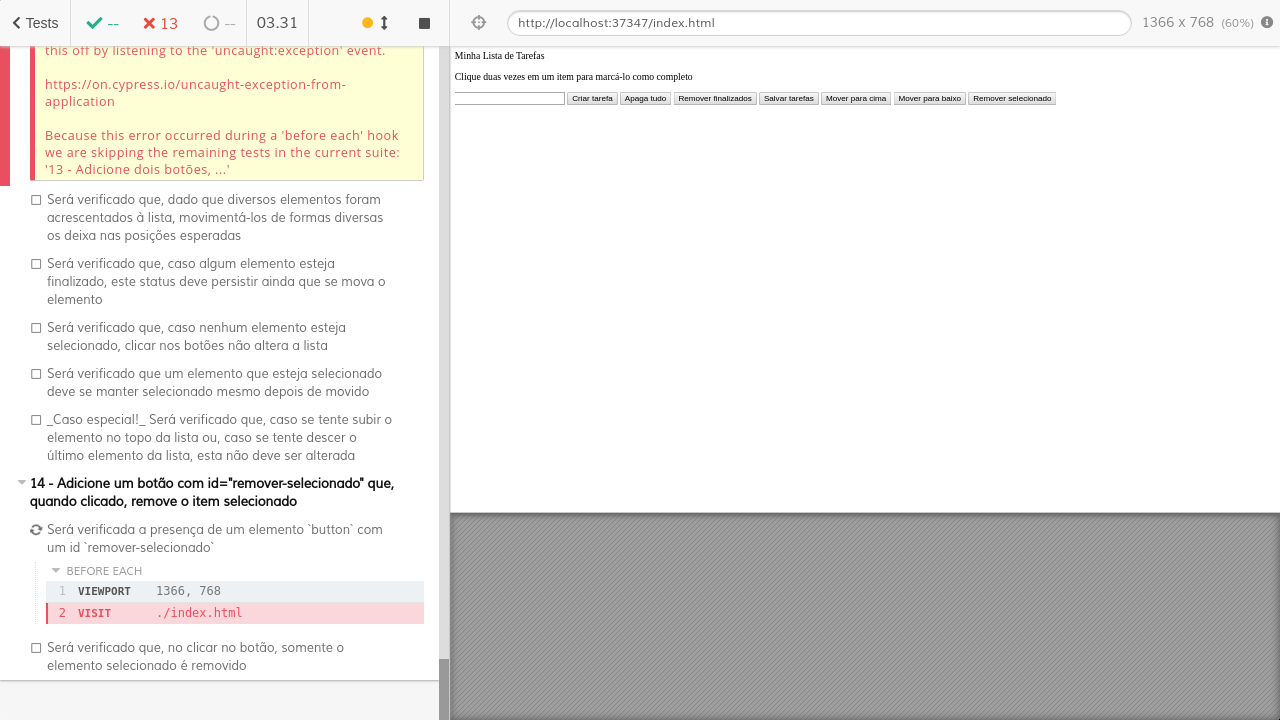 Tests -- 13 -- 03.31
http://localhost:37347/index.html 1366 x 768 (60%)
this off by listening to the 'uncaught:exception' event.
https://on.cypress.io/uncaught-exception-from-
application
Because this error occurred during a 'before each' hook
we are skipping the remaining tests in the current suite:
'13 - Adicione dois botões, ...'
Será verificado que, dado que diversos elementos foram
acrescentados à lista, movimentá-los de formas diversas
os deixa nas posições esperadas
Será verificado que, caso algum elemento esteja
finalizado, este status deve persistir ainda que se mova o
elemento
Será verificado que, caso nenhum elemento esteja
selecionado, clicar nos botões não altera a lista
Será verificado que um elemento que esteja selecionado
deve se manter selecionado mesmo depois de movido
_Caso especial!_ Será verificado que, caso se tente subir o
elemento no topo da lista ou, caso se tente descer o
último elemento da lista, esta não deve ser alterada
14 - Adicione um botão com id="remover-selecionado" que,
quando clicado, remove o item selecionado
Será verificada a presença de um elemento `button` com
um id `remover-selecionado`
BEFORE EACH
1 VIEWPORT 1366, 768
2 VISIT ./index.html
Será verificado que, no clicar no botão, somente o
elemento selecionado é removido
Minha Lista de Tarefas
Clique duas vezes em um item para marcá-lo como completo
Criar tarefa Apaga tudo Remover finalizados Salvar tarefas Mover para cima Mover para baixo Remover selecionado